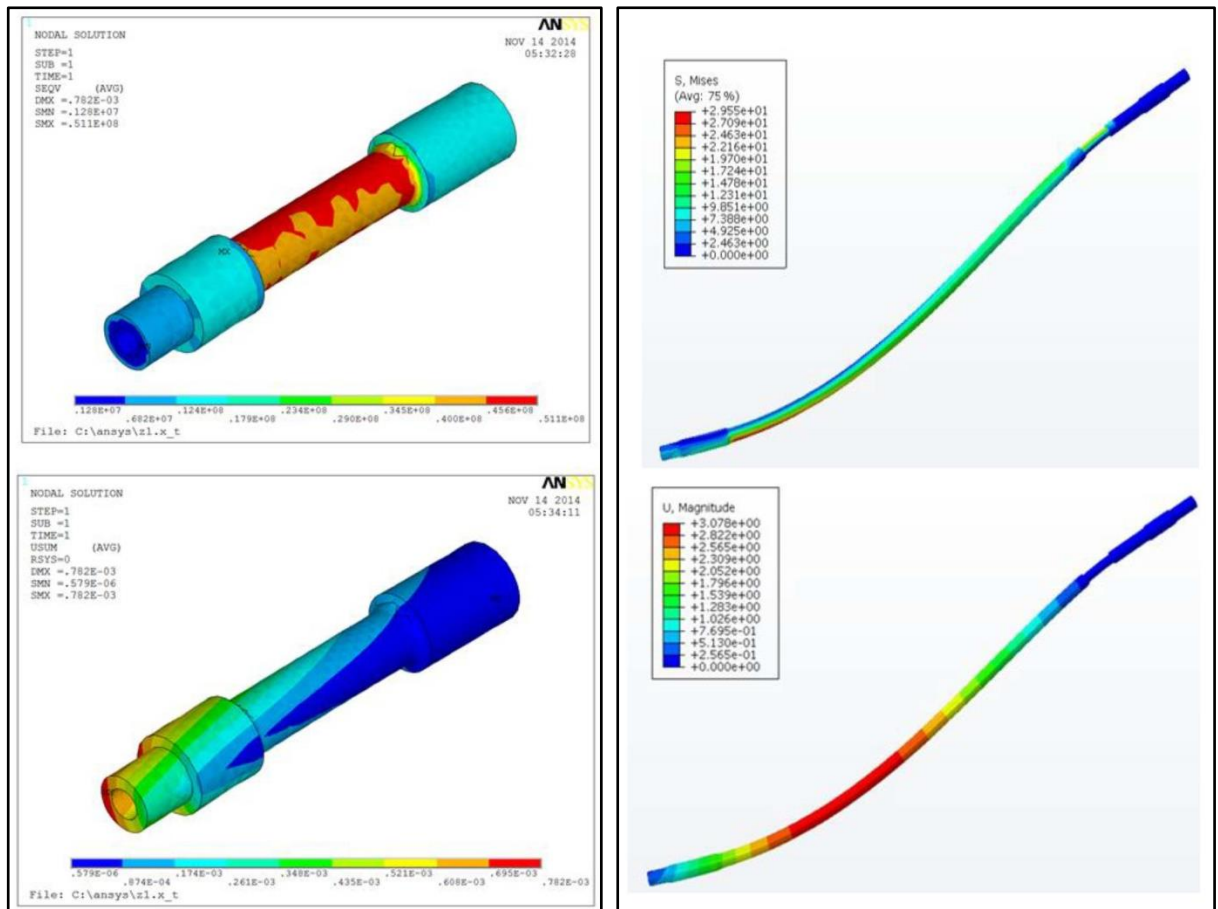 1
ANSYS
NODAL SOLUTION
NOV 14 2014
05:32:28
STEP=1
SUB =1
TIME=1
SEQV (AVG)
DMX =.782E-03
SMN =.128E+07
SMX =.511E+08
MX
.128E+07 .124E+08 .234E+08 .345E+08 .456E+08
.682E+07 .179E+08 .290E+08 .400E+08 .511E+08
File: C:\ansys\z1.x_t
1
ANSYS
NODAL SOLUTION
NOV 14 2014
05:34:11
STEP=1
SUB =1
TIME=1
USUM (AVG)
RSYS=0
DMX =.782E-03
SMN =.579E-06
SMX =.782E-03
.579E-06 .174E-03 .348E-03 .521E-03 .695E-03
.874E-04 .261E-03 .435E-03 .608E-03 .782E-03
File: C:\ansys\z1.x_t
S, Mises
(Avg: 75%)
+2.955e+01
+2.709e+01
+2.463e+01
+2.216e+01
+1.970e+01
+1.724e+01
+1.478e+01
+1.231e+01
+9.851e+00
+7.388e+00
+4.925e+00
+2.463e+00
+0.000e+00
U, Magnitude
+3.078e+00
+2.822e+00
+2.565e+00
+2.309e+00
+2.052e+00
+1.796e+00
+1.539e+00
+1.283e+00
+1.026e+00
+7.695e-01
+5.130e-01
+2.565e-01
+0.000e+00